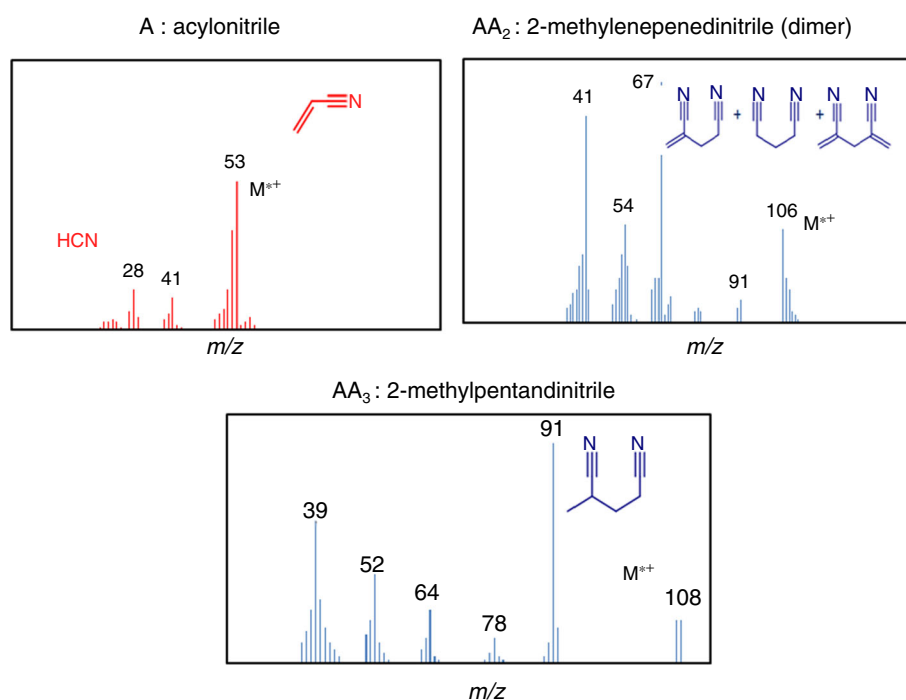 A : acylonitrile
AA₂ : 2-methylenepenedinitrile (dimer)
N
53
M*+
HCN
28
41
m/z
67
41
N N N N N N
+ +
54
106
M*+
91
m/z
AA₃ : 2-methylpentandinitrile
91
N N
39
52
64
78
M*+
108
m/z